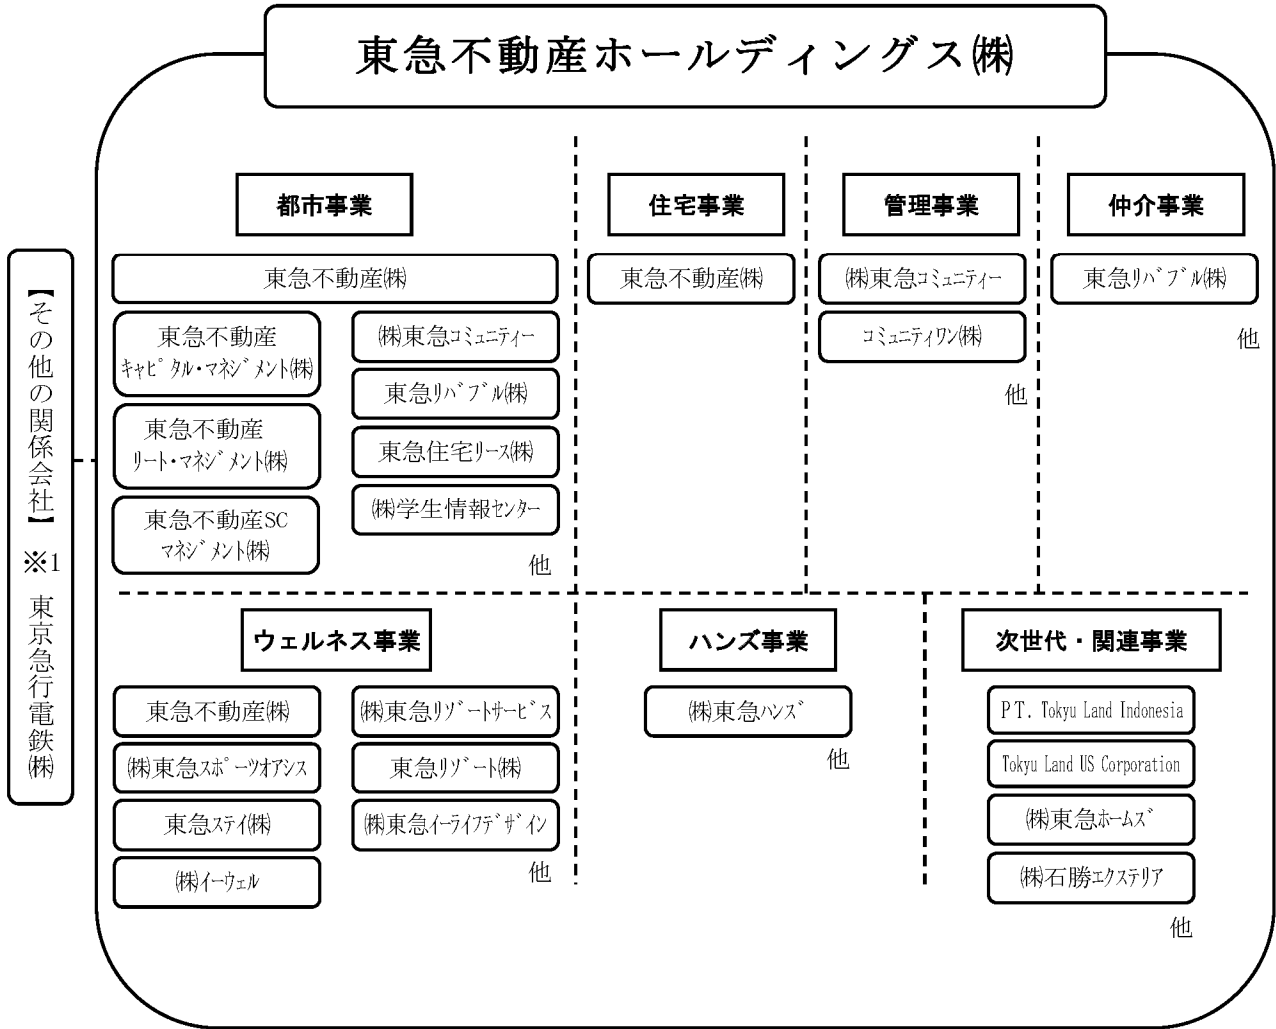 東急不動産ホールディングス㈱
【その他の関係会社】 ※1 東京急行電鉄㈱
都市事業
東急不動産㈱
東急不動産
ｷｬﾋﾟﾀﾙ･ﾏﾈｼﾞﾒﾝﾄ㈱
東急不動産
ﾘｰﾄ･ﾏﾈｼﾞﾒﾝﾄ㈱
東急不動産SC
ﾏﾈｼﾞﾒﾝﾄ㈱
㈱東急ｺﾐｭﾆﾃｨｰ
東急ﾘﾊﾞﾌﾞﾙ㈱
東急住宅ﾘｰｽ㈱
㈱学生情報ｾﾝﾀｰ
他
住宅事業
東急不動産㈱
管理事業
㈱東急ｺﾐｭﾆﾃｨｰ
ｺﾐｭﾆﾃｨﾜﾝ㈱
他
仲介事業
東急ﾘﾊﾞﾌﾞﾙ㈱
他
ウェルネス事業
東急不動産㈱
㈱東急ｽﾎﾟｰﾂｵｱｼｽ
東急ｽﾃｲ㈱
㈱ｲｰｳｪﾙ
㈱東急ﾘｿﾞｰﾄｻｰﾋﾞｽ
東急ﾘｿﾞｰﾄ㈱
㈱東急ｲｰﾗｲﾌﾃﾞｻﾞｲﾝ
他
ハンズ事業
㈱東急ﾊﾝｽﾞ
他
次世代・関連事業
PT. Tokyu Land Indonesia
Tokyu Land US Corporation
㈱東急ﾎｰﾑｽﾞ
㈱石勝ｴｸｽﾃﾘｱ
他